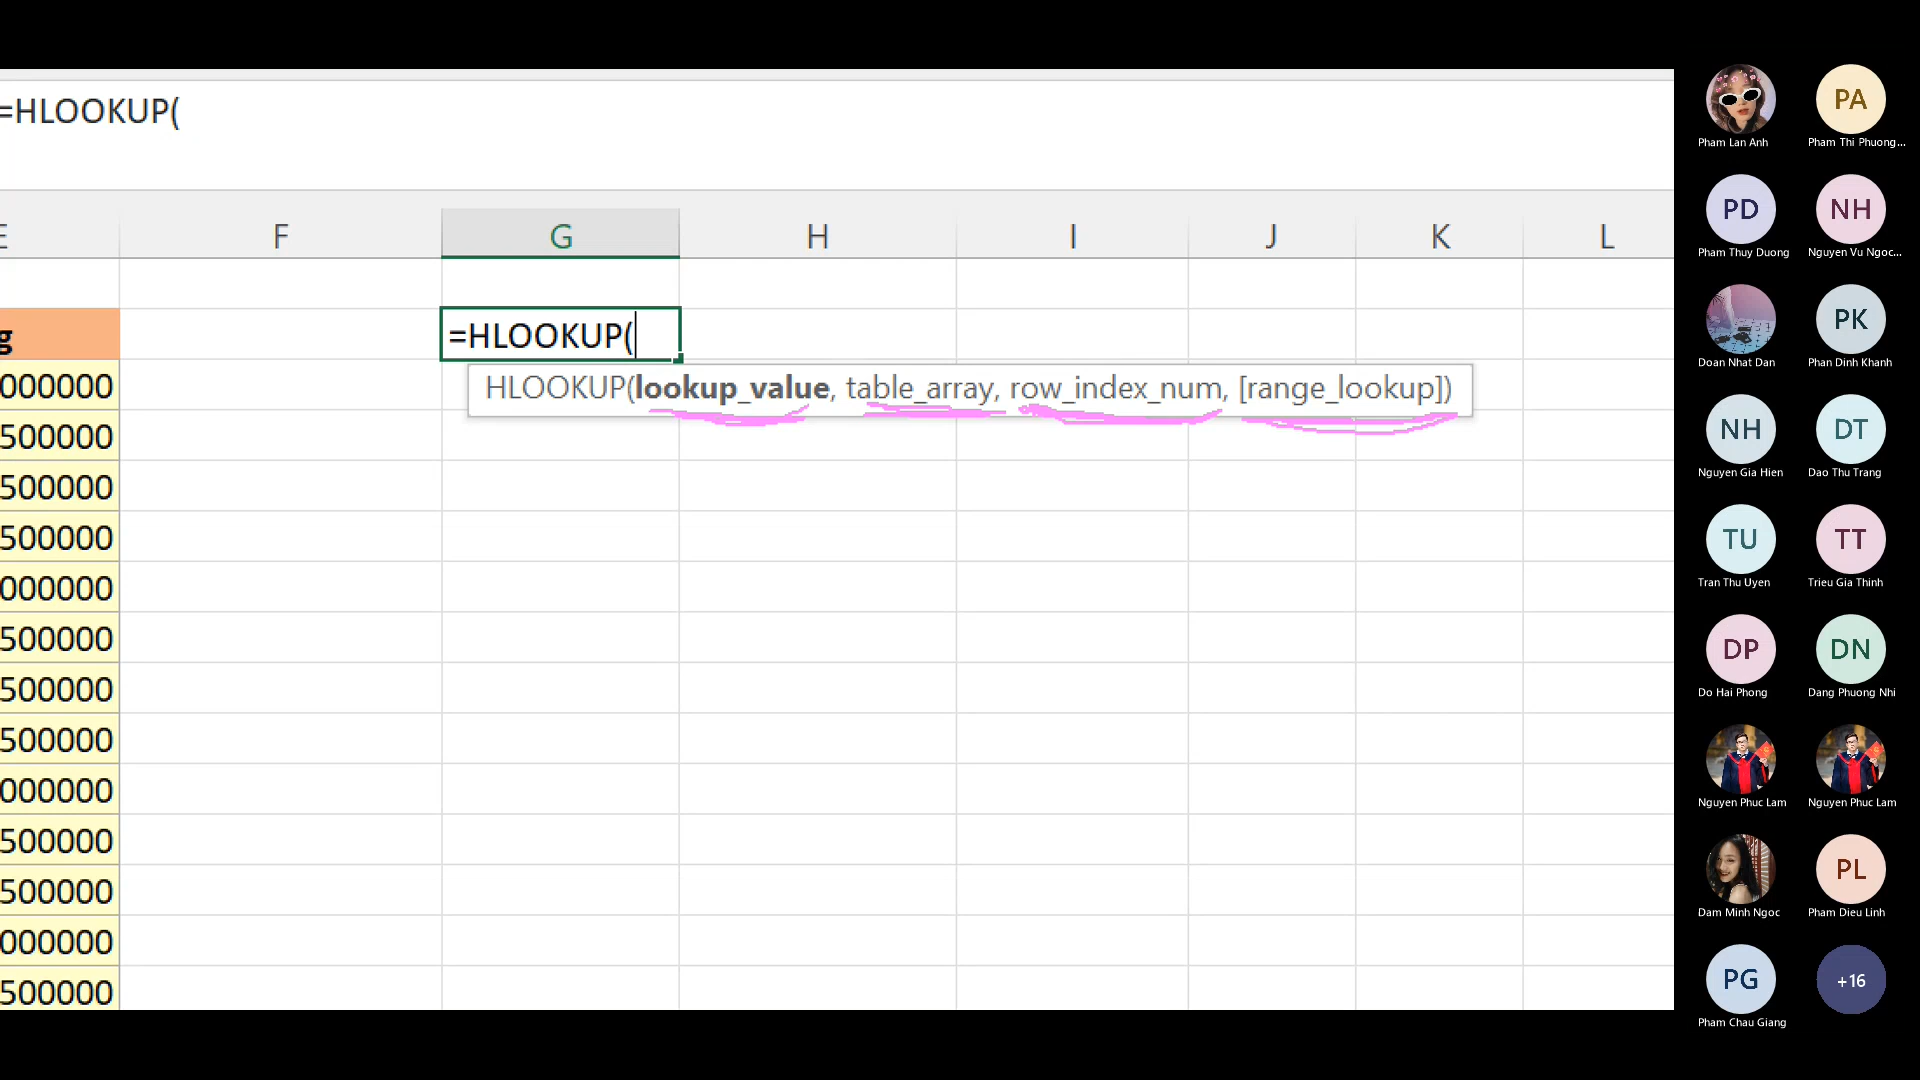 =HLOOKUP(
E F G H I J K L
g
=HLOOKUP(
000000
HLOOKUP(lookup_value, table_array, row_index_num, [range_lookup])
500000
500000
500000
000000
500000
500000
500000
000000
500000
500000
000000
500000
PA
Pham Lan Anh
Pham Thi Phuong...
PD
NH
Pham Thuy Duong
Nguyen Vu Ngoc...
PK
Doan Nhat Dan
Phan Dinh Khanh
NH
DT
Nguyen Gia Hien
Dao Thu Trang
TU
TT
Tran Thu Uyen
Trieu Gia Thinh
DP
DN
Do Hai Phong
Dang Phuong Nhi
Nguyen Phuc Lam
Nguyen Phuc Lam
PL
Dam Minh Ngoc
Pham Dieu Linh
PG
+16
Pham Chau Giang